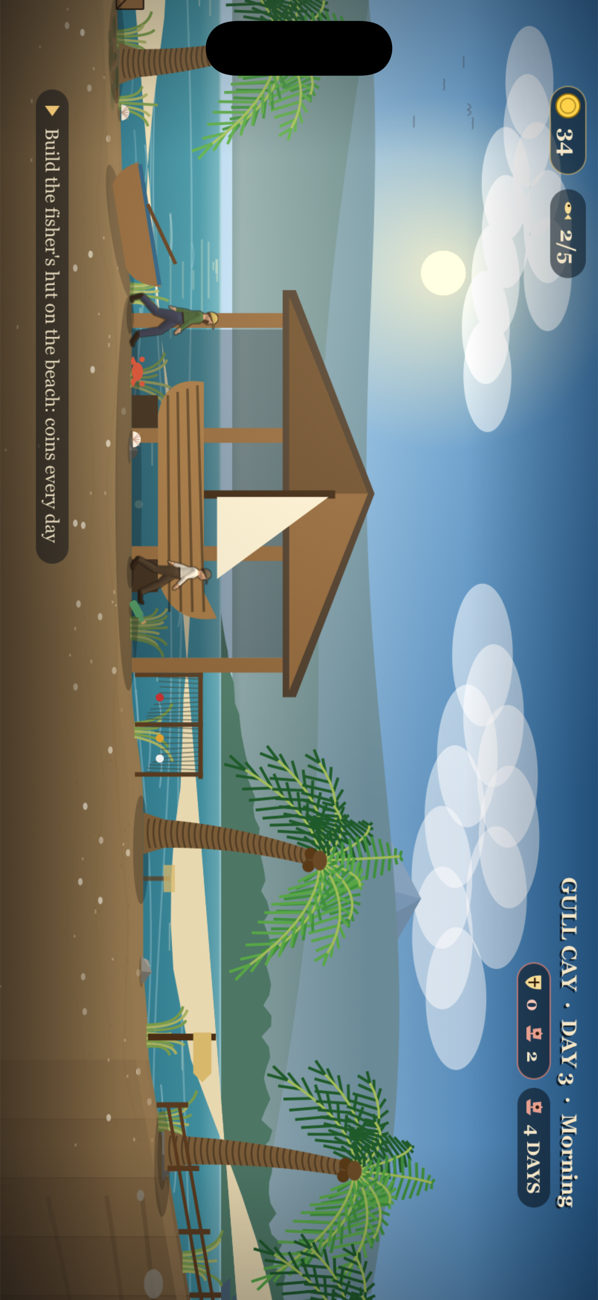 34
2/5
GULL CAY · DAY 3 · Morning
0 2
4 DAYS
Build the fisher's hut on the beach: coins every day